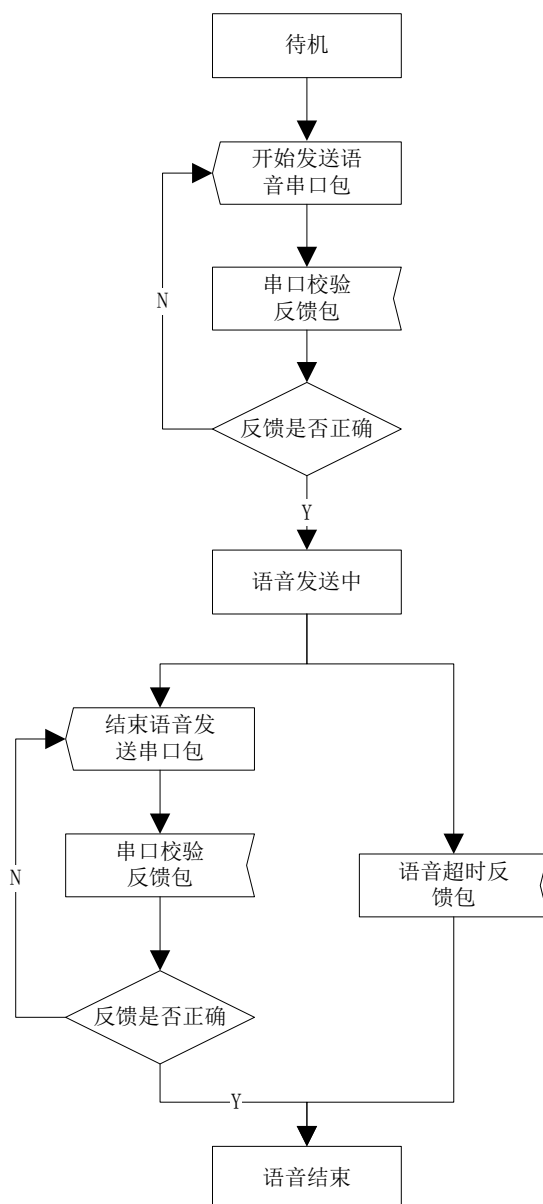 待机
开始发送语
音串口包
串口校验
反馈包
N
反馈是否正确
Y
语音发送中
结束语音发
送串口包
串口校验
反馈包
语音超时反
馈包
N
反馈是否正确
Y
语音结束